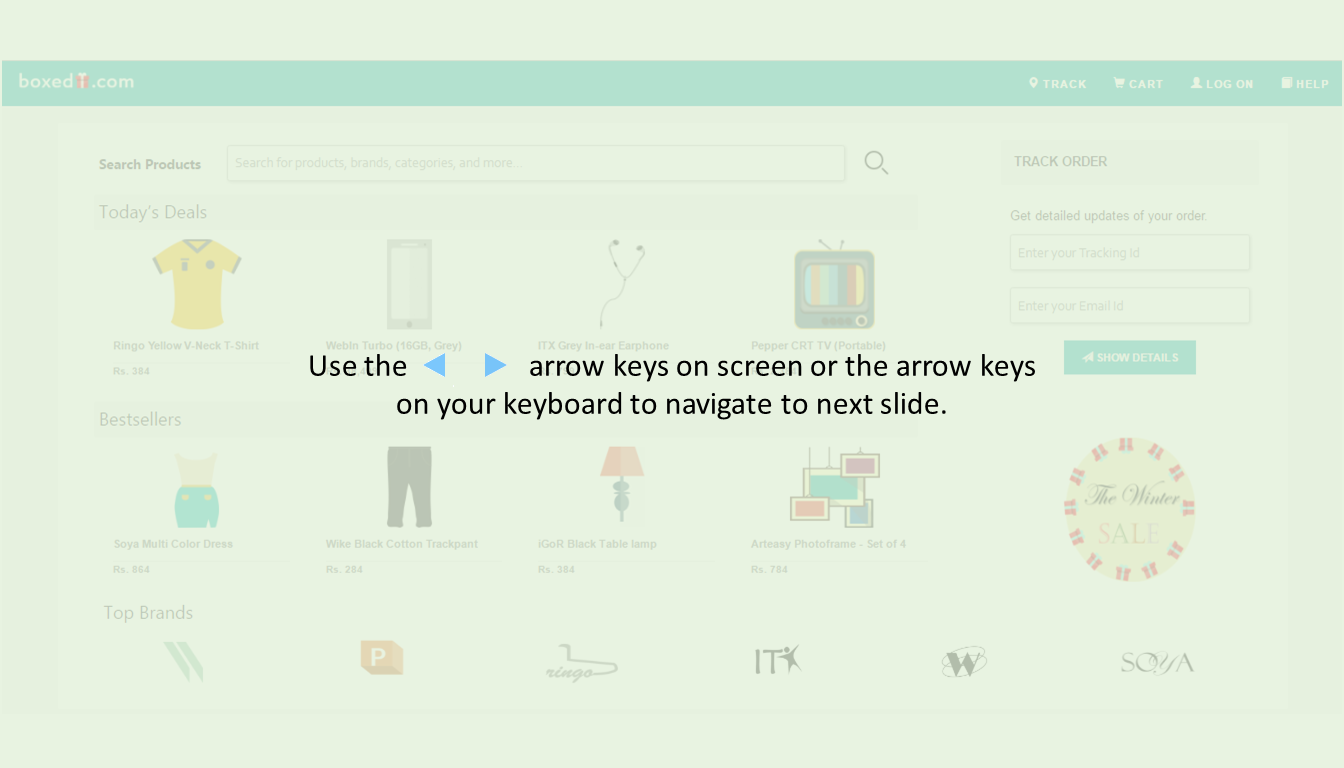 boxed.com
TRACK CART LOG ON HELP
Search Products
Search for products, brands, categories, and more...
TRACK ORDER
Today's Deals
Get detailed updates of your order.
Enter your Tracking id
Enter your Email id
SHOW DETAILS
Ringo Yellow V-Neck T-Shirt
Rs. 384
WebIn Turbo (16GB, Grey)
ITX Grey In-ear Earphone
Pepper CRT TV (Portable)
Use the arrow keys on screen or the arrow keys
on your keyboard to navigate to next slide.
Bestsellers
Soya Multi Color Dress
Rs. 864
Wike Black Cotton Trackpant
Rs. 284
iGoR Black Table lamp
Rs. 384
Arteasy Photoframe - Set of 4
Rs. 784
The Winter
SALE
Top Brands
P
ringo
IT
W
SOYA